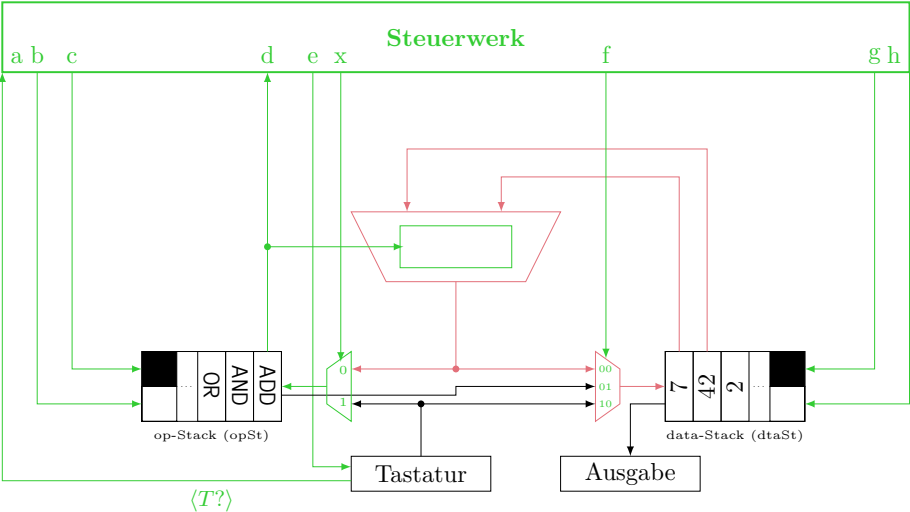 Steuerwerk
a b c d e x f g h
0 00
... OR AND ADD 01 7 42 2 ...
1 10
op-Stack (opSt) data-Stack (dtaSt)
Tastatur Ausgabe
⟨T?⟩